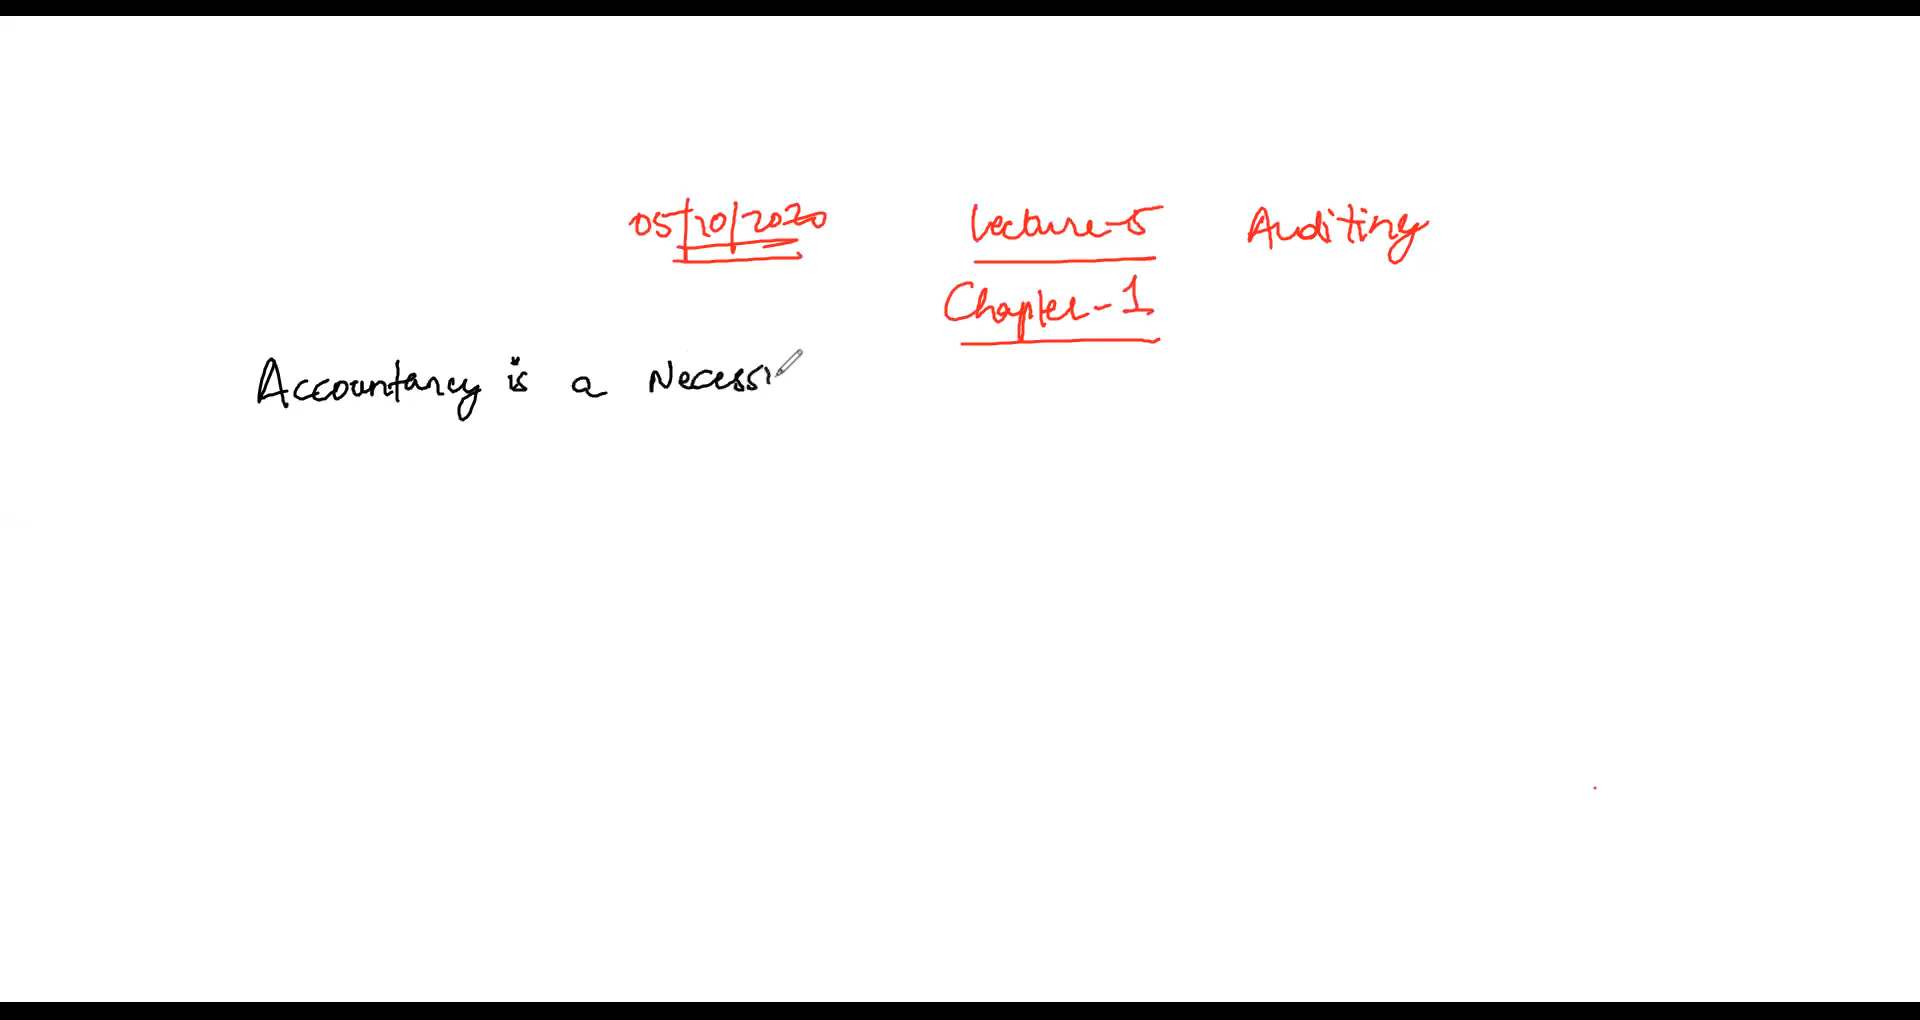 05/10/2020 Lecture-5 Auditing
Chapter-1
Accountancy is a Necessi